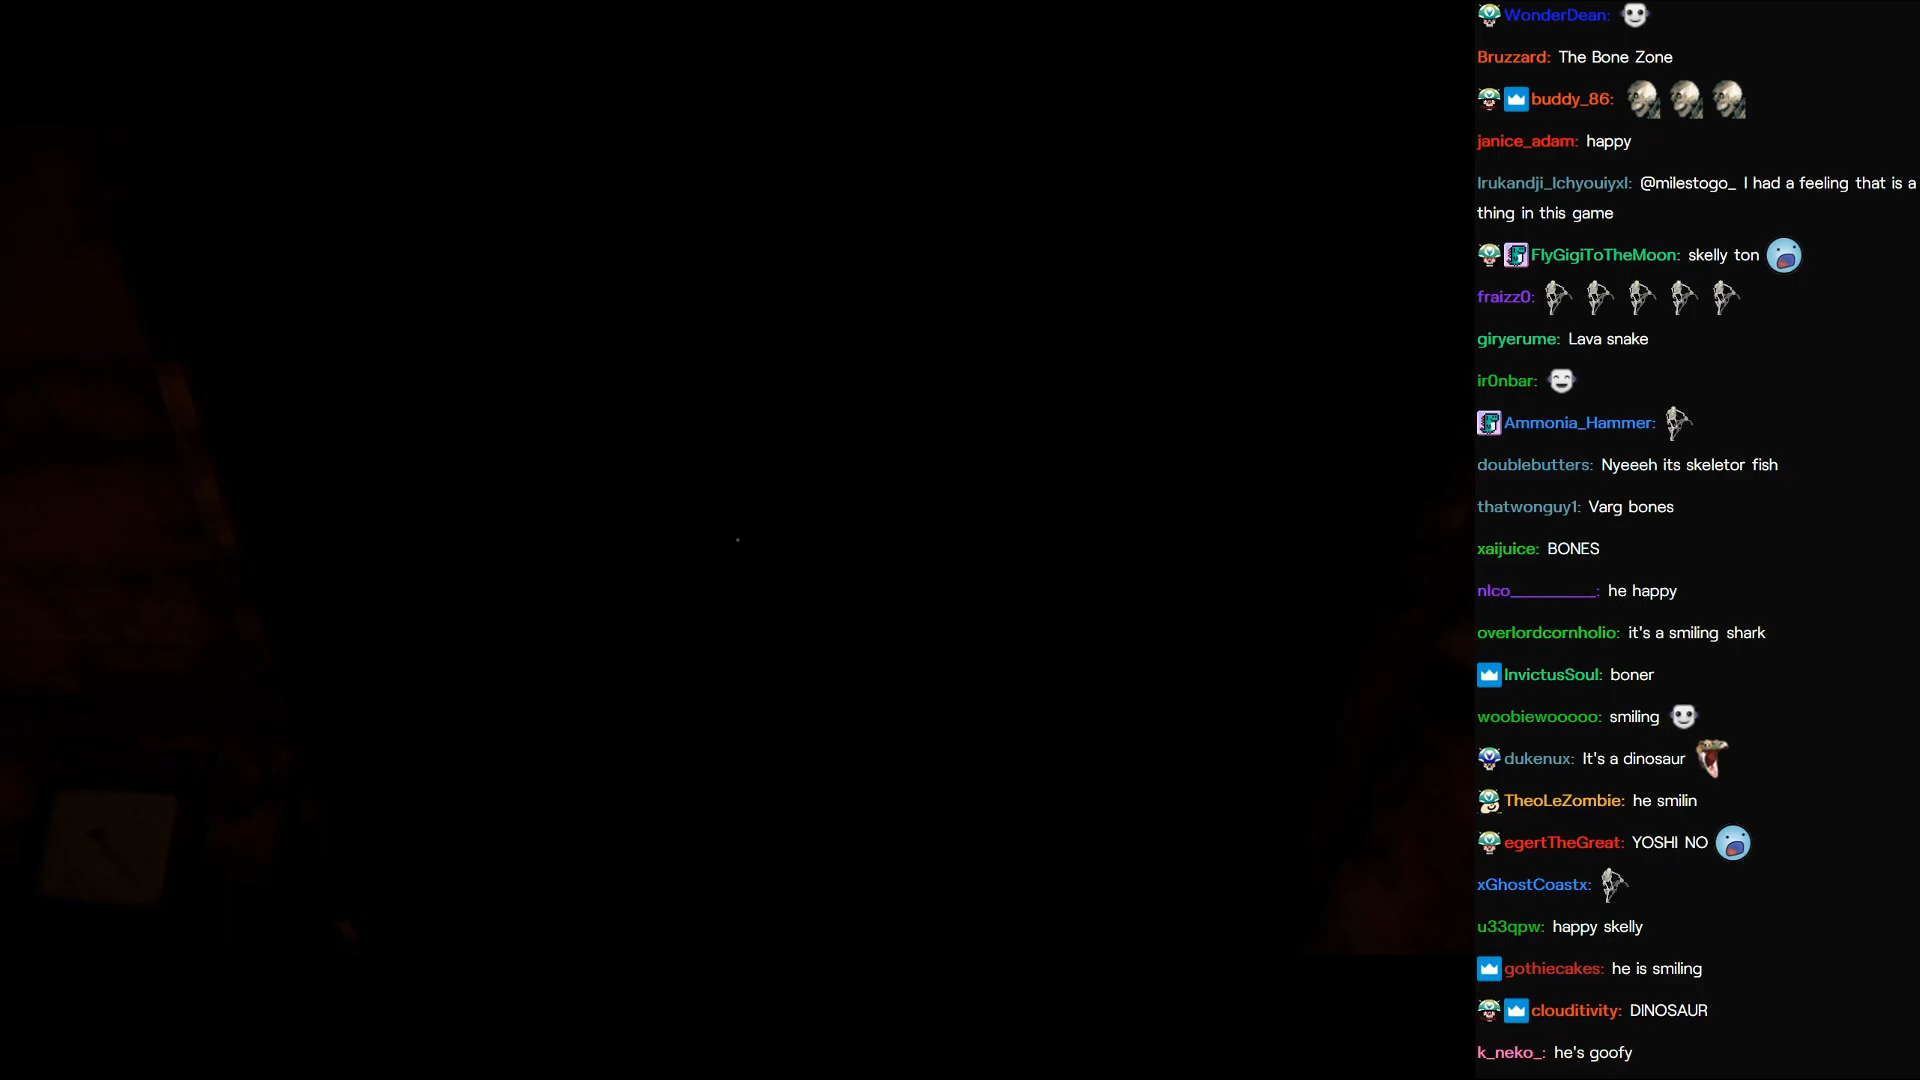 WonderDean:
Bruzzard: The Bone Zone
buddy_86:
janice_adam: happy
Irukandji_Ichyouiyxl: @milestogo_ I had a feeling that is a
thing in this game
FlyGigiToTheMoon: skelly ton
fraizz0:
giryerume: Lava snake
ir0nbar:
Ammonia_Hammer:
doublebutters: Nyeeeh its skeletor fish
thatwonguy1: Varg bones
xaijuice: BONES
nlco__________: he happy
overlordcornholio: it's a smiling shark
InvictusSoul: boner
woobiewooooo: smiling
dukenux: It's a dinosaur
TheoLeZombie: he smilin
egertTheGreat: YOSHI NO
xGhostCoastx:
u33qpw: happy skelly
gothiecakes: he is smiling
clouditivity: DINOSAUR
k_neko_: he's goofy